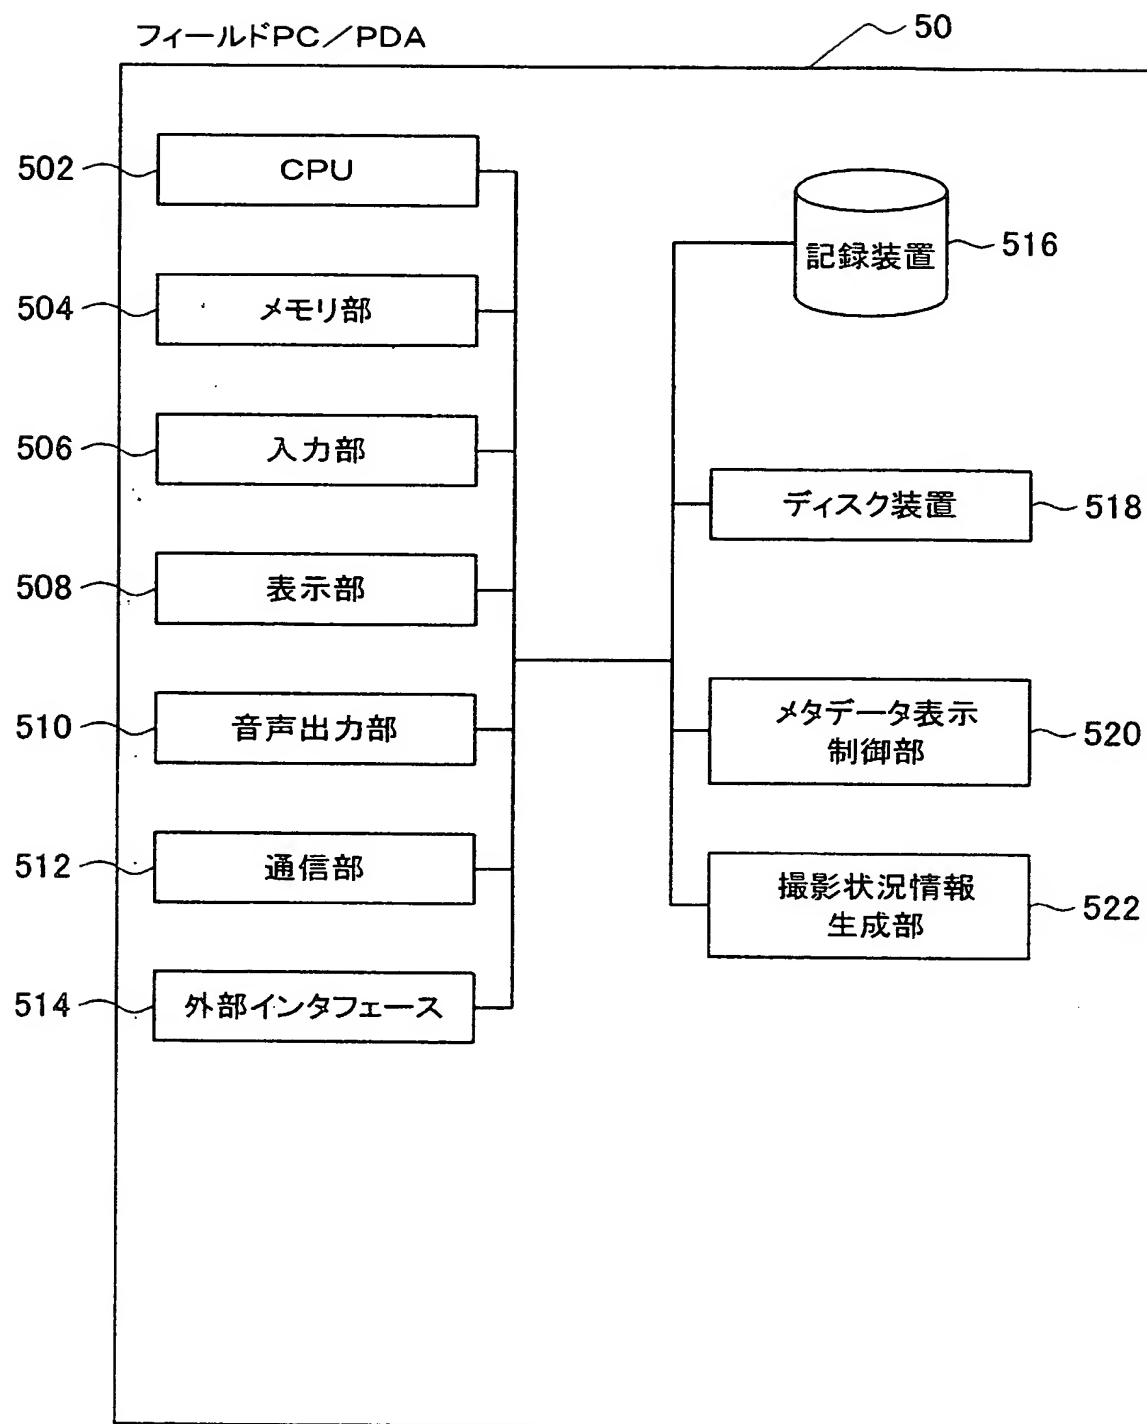 フィールドPC／PDA
50
502
CPU
504
メモリ部
506
入力部
508
表示部
510
音声出力部
512
通信部
514
外部インタフェース
記録装置
516
ディスク装置
518
メタデータ表示
制御部
520
撮影状況情報
生成部
522